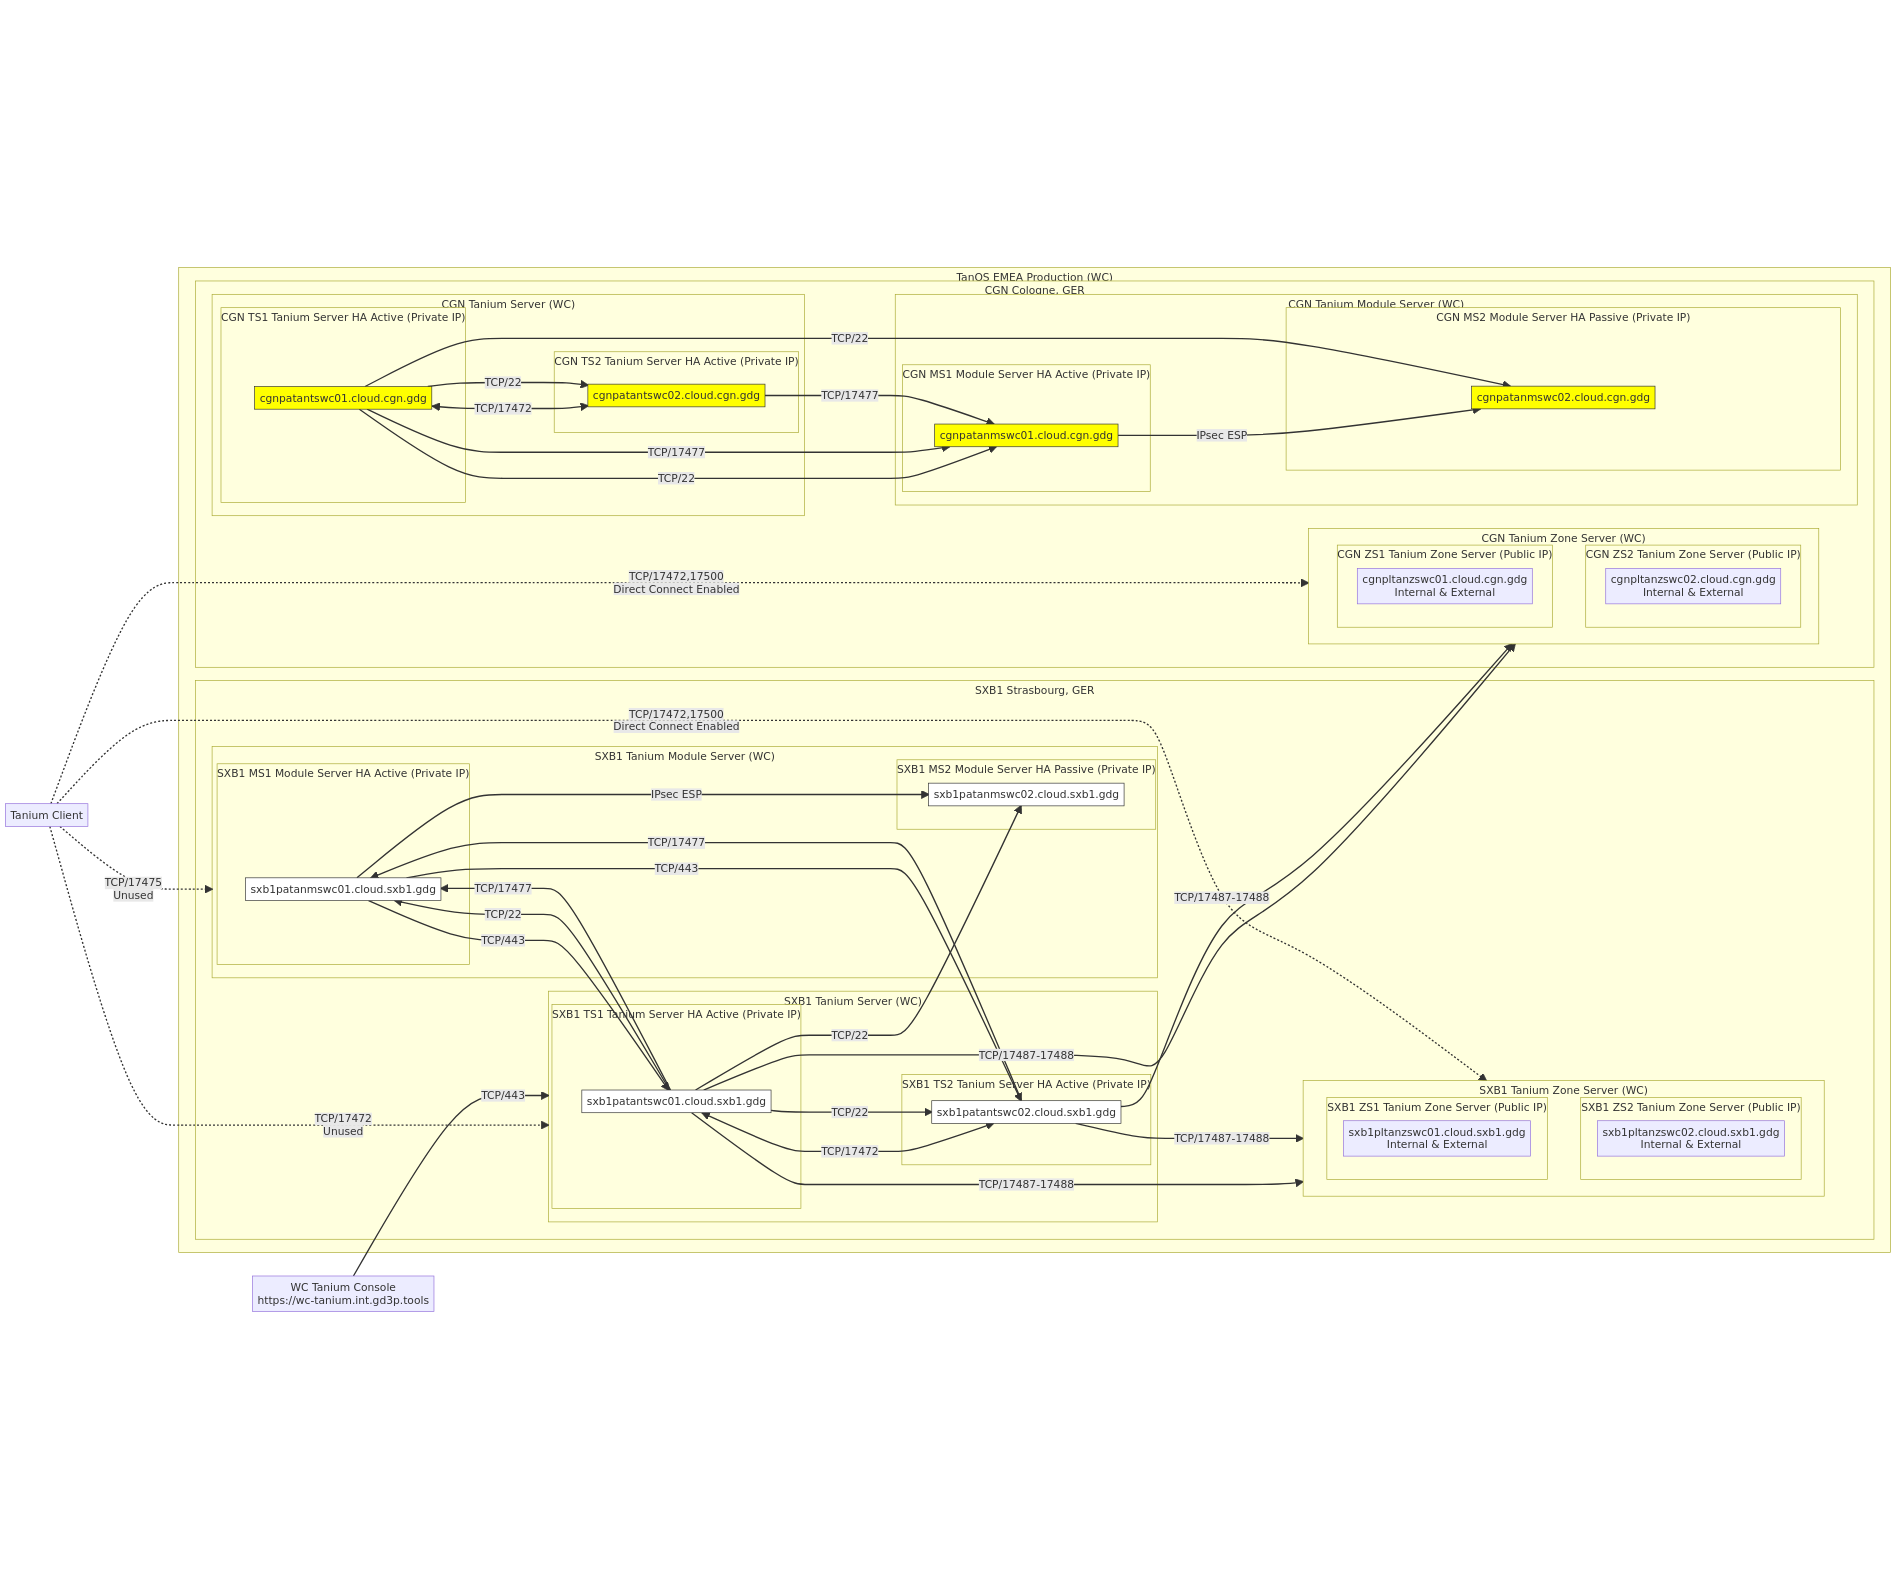 TanOS EMEA Production (WC)
CGN Cologne, GER
CGN Tanium Server (WC)
CGN Tanium Module Server (WC)
CGN TS1 Tanium Server HA Active (Private IP)
CGN MS2 Module Server HA Passive (Private IP)
TCP/22
CGN TS2 Tanium Server HA Active (Private IP)
CGN MS1 Module Server HA Active (Private IP)
TCP/22
cgnpatantswc01.cloud.cgn.gdg
cgnpatantswc02.cloud.cgn.gdg
TCP/17477
cgnpatanmswc02.cloud.cgn.gdg
TCP/17472
cgnpatanmswc01.cloud.cgn.gdg
IPsec ESP
TCP/17477
TCP/22
CGN Tanium Zone Server (WC)
CGN ZS1 Tanium Zone Server (Public IP)
CGN ZS2 Tanium Zone Server (Public IP)
TCP/17472,17500
Direct Connect Enabled
cgnpltanzswc01.cloud.cgn.gdg
Internal & External
cgnpltanzswc02.cloud.cgn.gdg
Internal & External
SXB1 Strasbourg, GER
TCP/17472,17500
Direct Connect Enabled
SXB1 Tanium Module Server (WC)
SXB1 MS1 Module Server HA Active (Private IP)
SXB1 MS2 Module Server HA Passive (Private IP)
IPsec ESP
sxb1patanmswc02.cloud.sxb1.gdg
Tanium Client
TCP/17477
TCP/443
TCP/17475
Unused
sxb1patanmswc01.cloud.sxb1.gdg
TCP/17477
TCP/17487-17488
TCP/22
TCP/443
SXB1 Tanium Server (WC)
SXB1 TS1 Tanium Server HA Active (Private IP)
TCP/22
TCP/17487-17488
SXB1 TS2 Tanium Server HA Active (Private IP)
SXB1 Tanium Zone Server (WC)
TCP/443
sxb1patantswc01.cloud.sxb1.gdg
TCP/22
sxb1patantswc02.cloud.sxb1.gdg
SXB1 ZS1 Tanium Zone Server (Public IP)
SXB1 ZS2 Tanium Zone Server (Public IP)
TCP/17472
Unused
TCP/17472
TCP/17487-17488
sxb1pltanzswc01.cloud.sxb1.gdg
Internal & External
sxb1pltanzswc02.cloud.sxb1.gdg
Internal & External
TCP/17487-17488
WC Tanium Console
https://wc-tanium.int.gd3p.tools